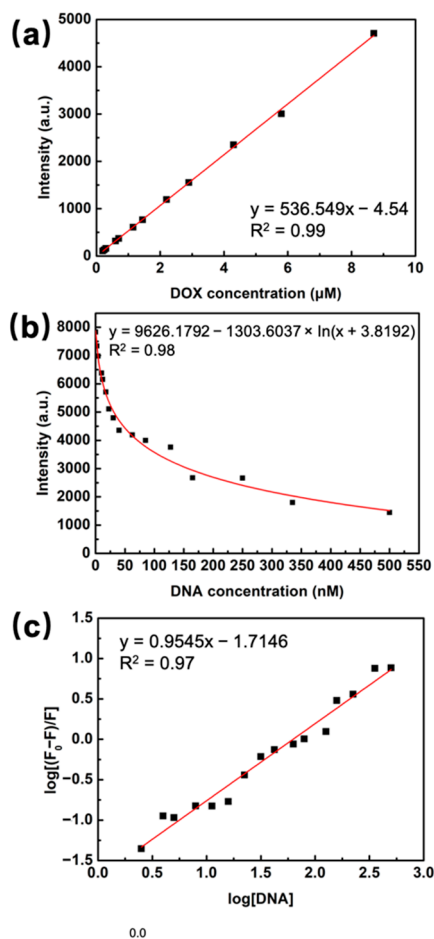 (a)
5000
4000
3000
2000
1000
0
Intensity (a.u.)
y = 536.549x − 4.54
R² = 0.99
0 2 4 6 8 10
DOX concentration (μM)
(b)
8000
7000
6000
5000
4000
3000
2000
1000
0
Intensity (a.u.)
y = 9626.1792 − 1303.6037 × ln(x + 3.8192)
R² = 0.98
0 50 100 150 200 250 300 350 400 450 500 550
DNA concentration (nM)
(c)
1.5
1.0
0.5
0.0
−0.5
−1.0
−1.5
log[(F₀−F)/F]
y = 0.9545x − 1.7146
R² = 0.97
0.0 0.5 1.0 1.5 2.0 2.5 3.0
log[DNA]
0.0